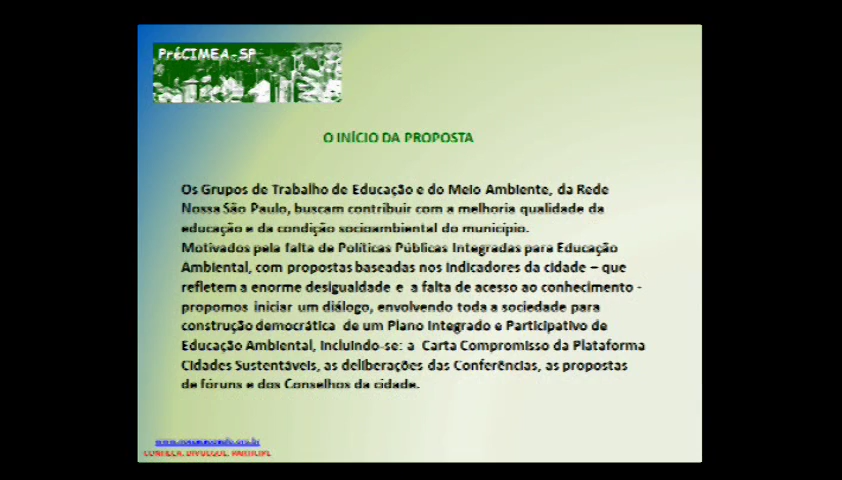 PréCIMEA-SP
O INÍCIO DA PROPOSTA
Os Grupos de Trabalho de Educação e do Meio Ambiente, da Rede
Nossa São Paulo, buscam contribuir com a melhoria qualidade da
educação e da condição socioambiental do município.
Motivados pela falta de Políticas Públicas Integradas para Educação
Ambiental, com propostas baseadas nos indicadores da cidade – que
refletem a enorme desigualdade e a falta de acesso ao conhecimento -
propomos iniciar um diálogo, envolvendo toda a sociedade para
construção democrática de um Plano Integrado e Participativo de
Educação Ambiental, incluindo-se: a Carta Compromisso da Plataforma
Cidades Sustentáveis, as deliberações das Conferências, as propostas
de fóruns e dos Conselhos da cidade.
CONHEÇA. DIVULGUE. PARTICIPE